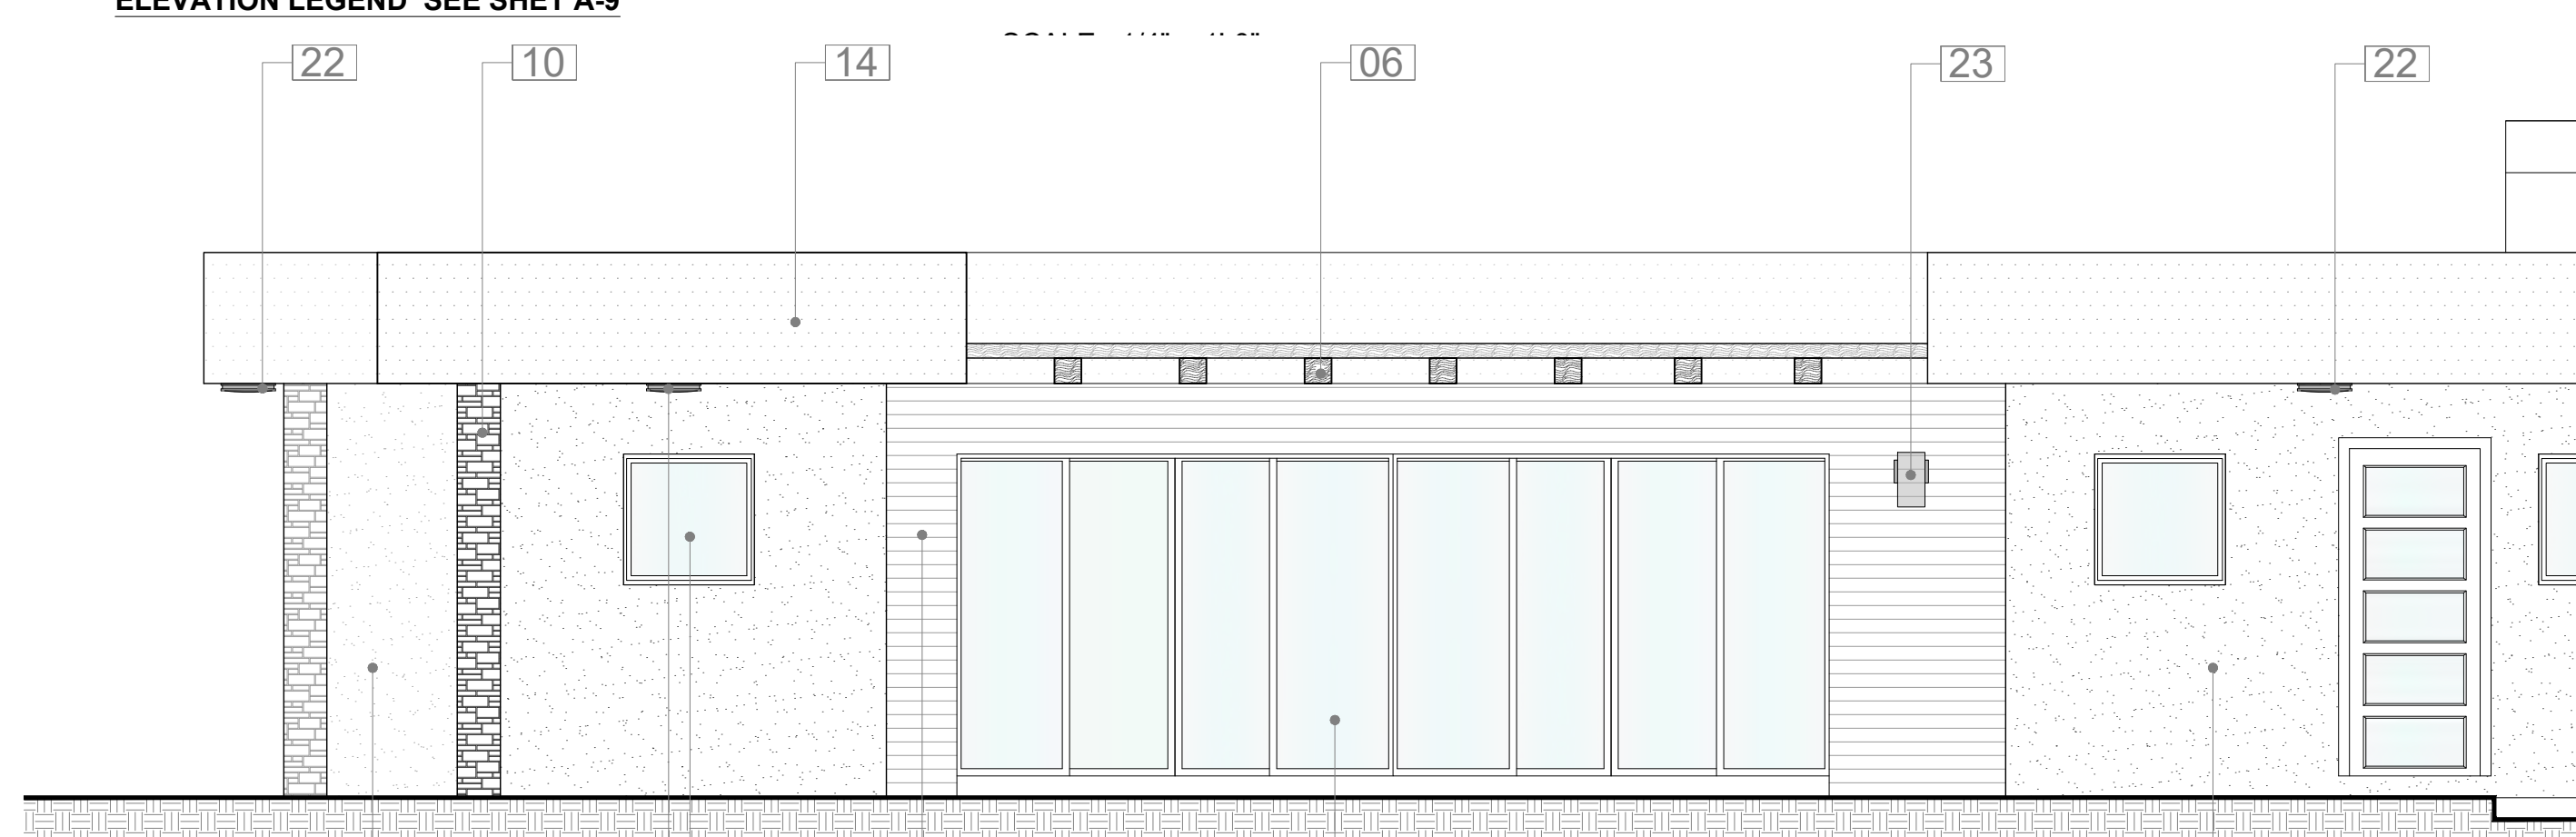 ELEVATION LEGEND SEE SHET A-9
22 10 14 06 23 22